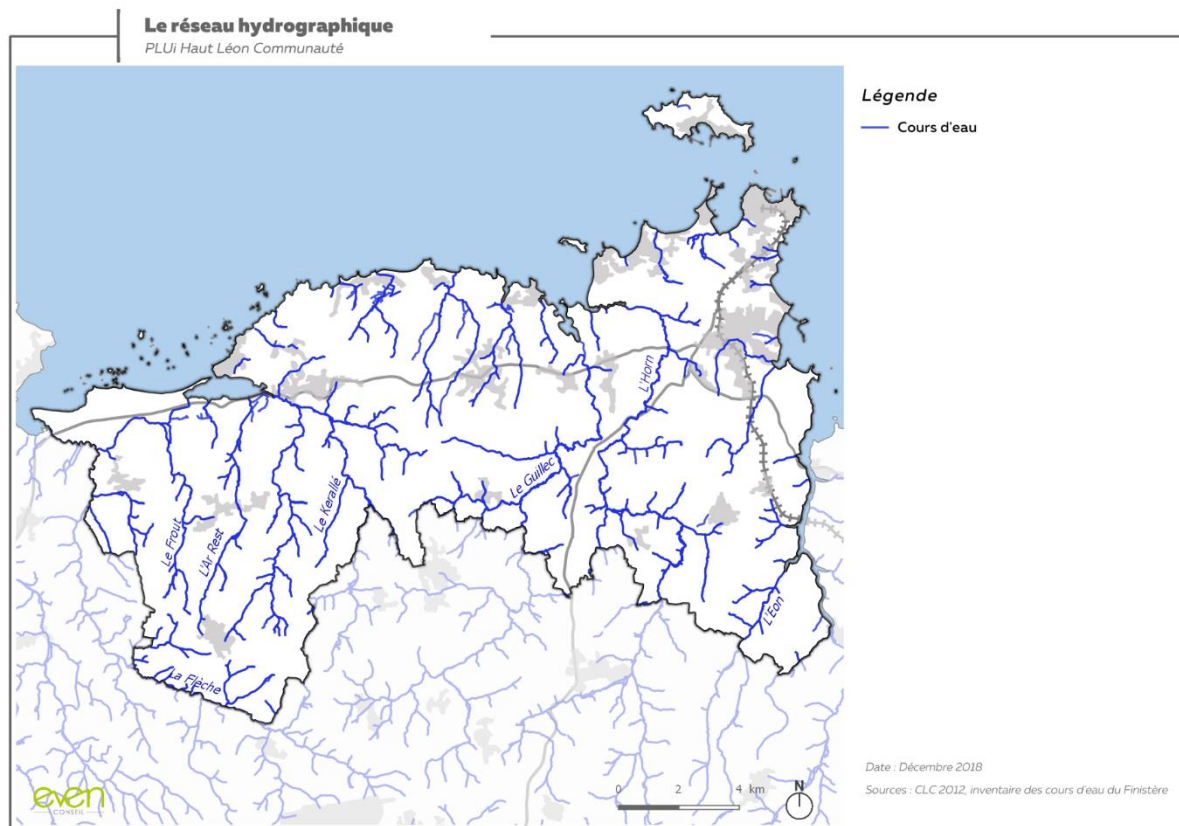 Le réseau hydrographique
PLUi Haut Léon Communauté
Légende
Cours d'eau
L'Horn
Le Guillec
Le Kerallé
Le Frout
L'Ar Rest
L'Eon
La Flèche
Date : Décembre 2018
Sources : CLC 2012, inventaire des cours d'eau du Finistère
0 2 4 km
N
even
CONSEIL